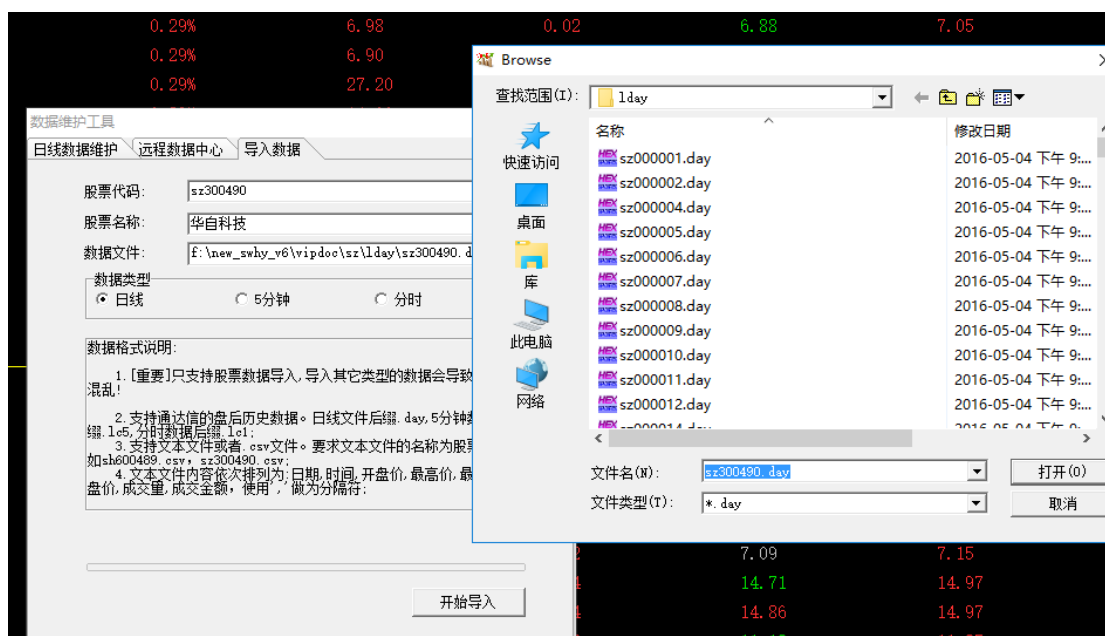 0.29% 6.98 0.02 6.88 7.05
0.29% 6.90
0.29% 27.20
Browse
查找范围(I): lday
名称 修改日期
快速访问
桌面
库
此电脑
网络
sz000001.day 2016-05-04 下午 9:...
sz000002.day 2016-05-04 下午 9:...
sz000004.day 2016-05-04 下午 9:...
sz000005.day 2016-05-04 下午 9:...
sz000006.day 2016-05-04 下午 9:...
sz000007.day 2016-05-04 下午 9:...
sz000008.day 2016-05-04 下午 9:...
sz000009.day 2016-05-04 下午 9:...
sz000010.day 2016-05-04 下午 9:...
sz000011.day 2016-05-04 下午 9:...
sz000012.day 2016-05-04 下午 9:...
文件名(N): sz300490.day 打开(O)
文件类型(T): *.day 取消
数据维护工具
日线数据维护 远程数据中心 导入数据
股票代码: sz300490
股票名称: 华自科技
数据文件: f:\new_swhy_v6\vipdoc\sz\lday\sz300490.d
数据类型
日线 5分钟 分时
数据格式说明:
1.[重要]只支持股票数据导入,导入其它类型的数据会导致
混乱!
2.支持通达信的盘后历史数据。日线文件后缀.day,5分钟数
缀.lc5,分时数据后缀.lc1;
3.支持文本文件或者.csv文件。要求文本文件的名称为股票
如sh600489.csv，sz300490.csv;
4.文本文件内容依次排列为:日期,时间,开盘价,最高价,最
盘价,成交量,成交金额，使用','做为分隔符;
开始导入
7.09 7.15
14.71 14.97
14.86 14.97